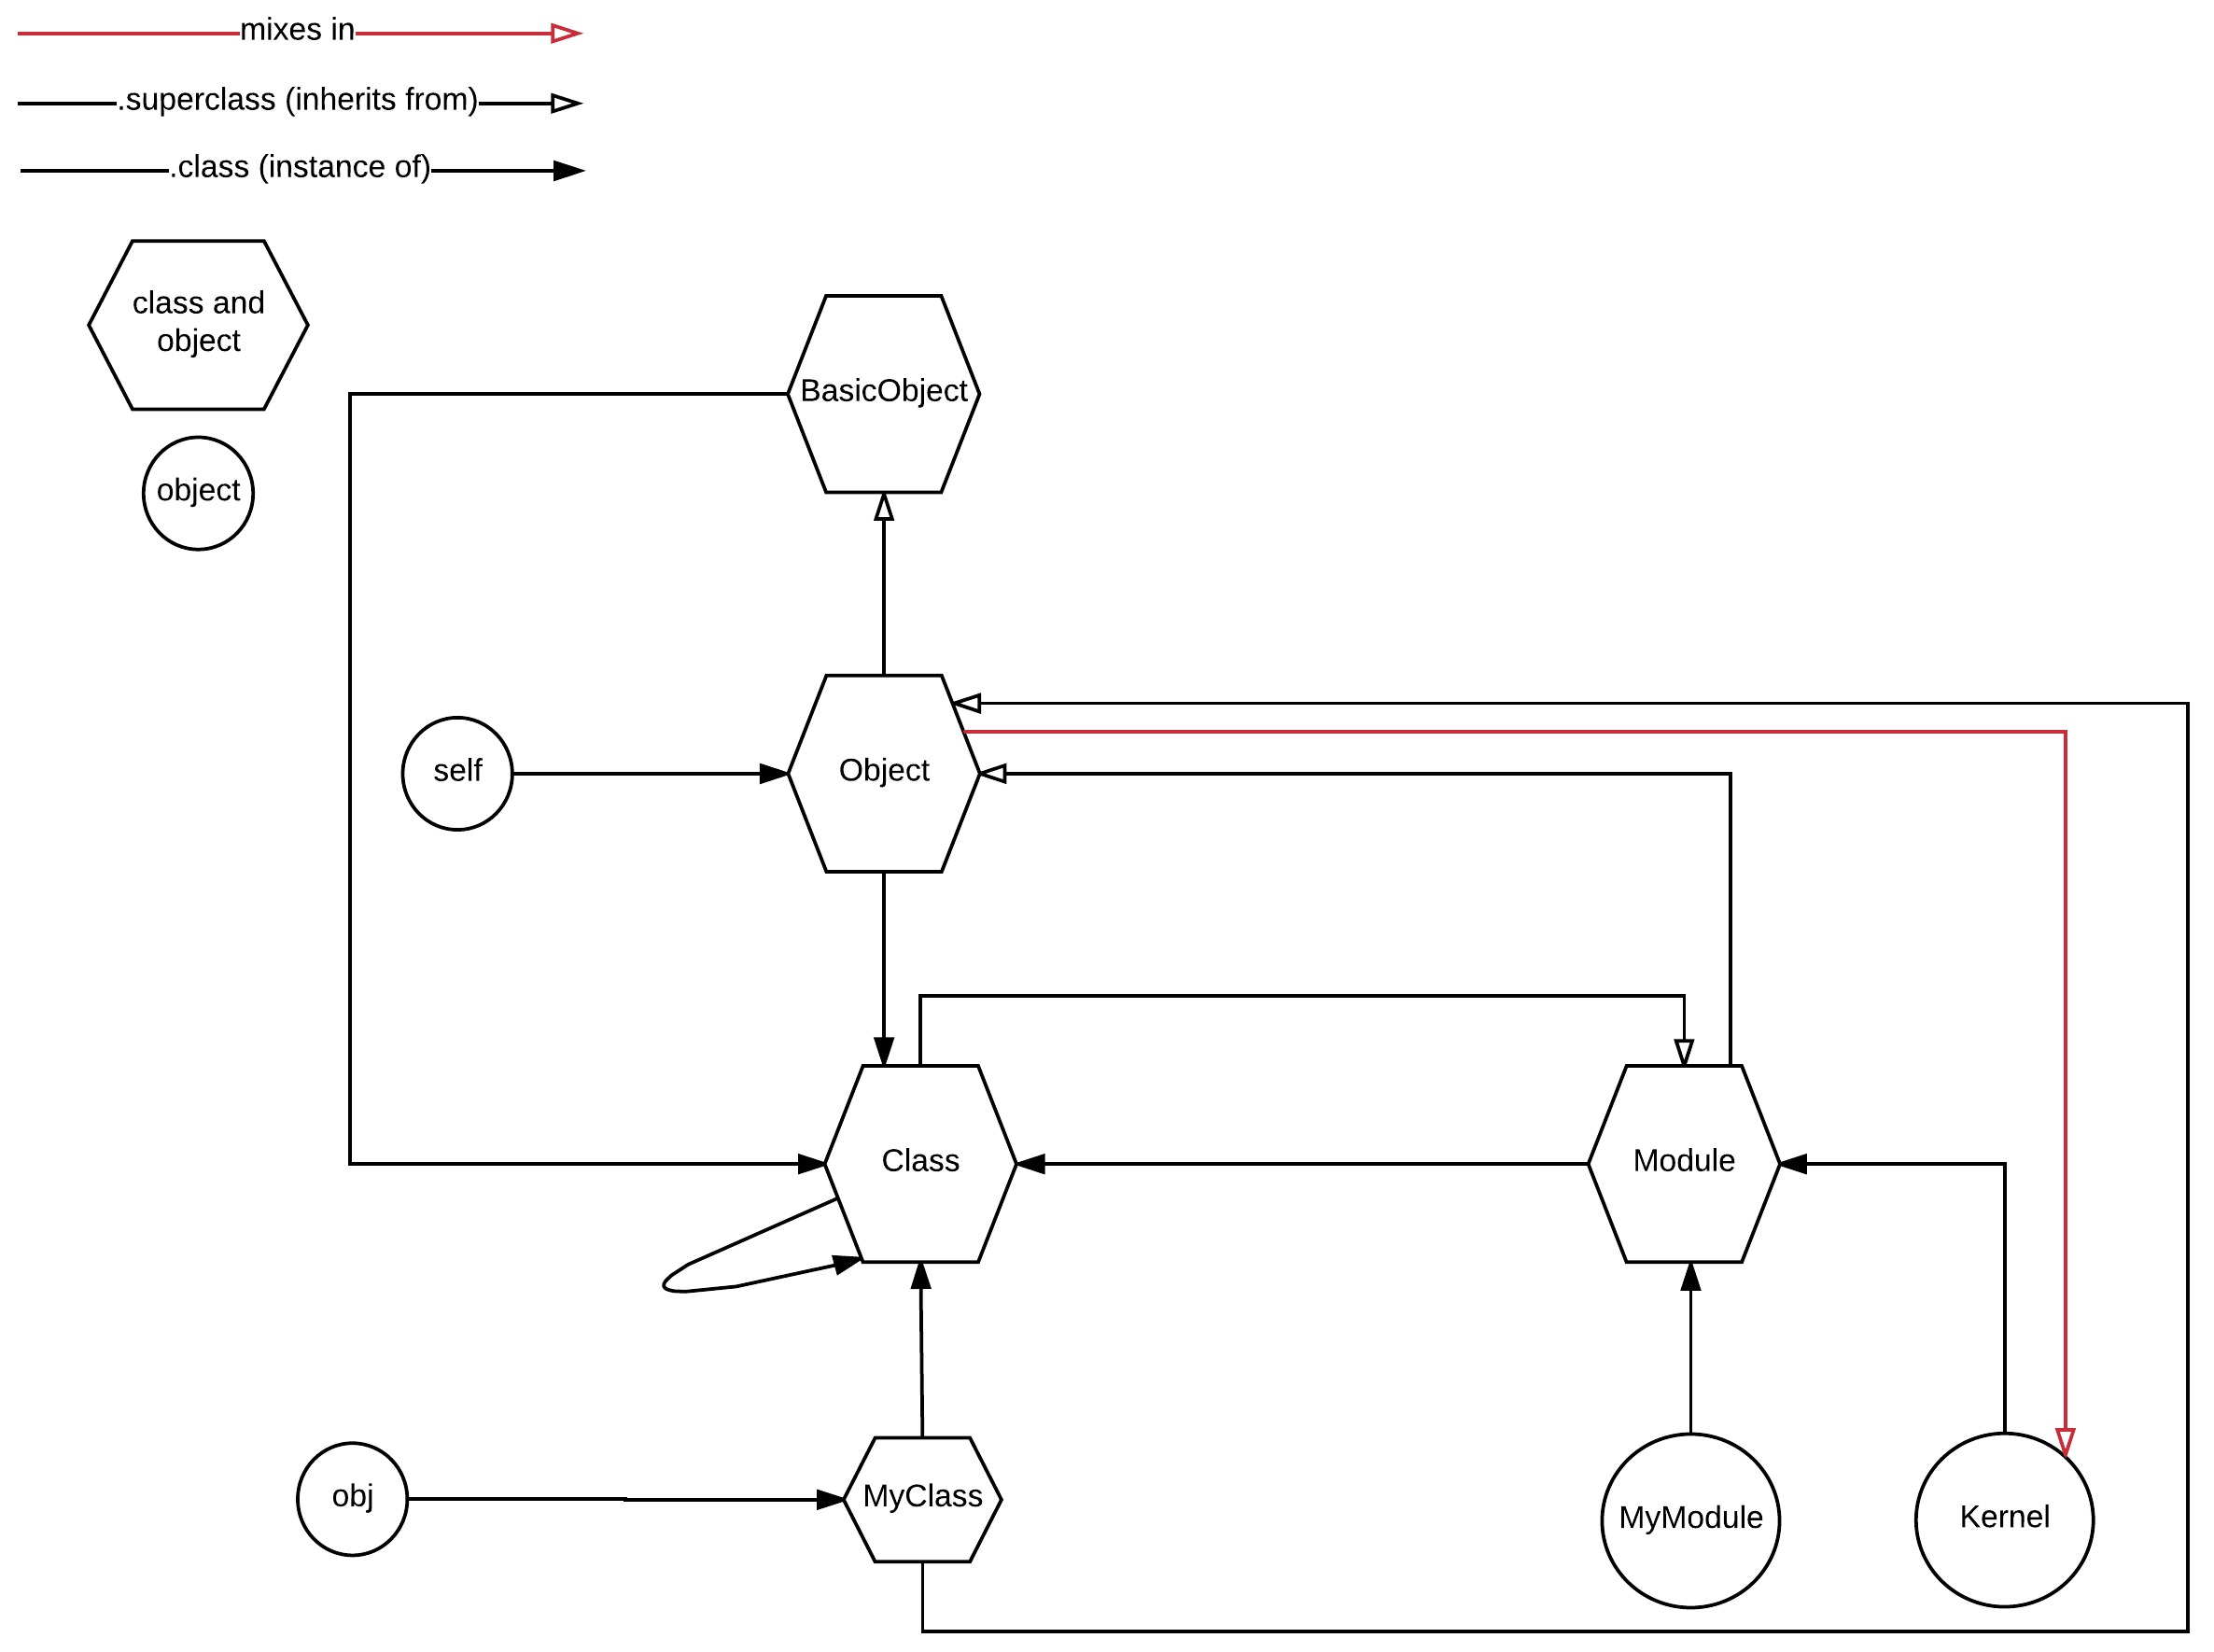 mixes in
.superclass (inherits from)
.class (instance of)
class and
object
object
BasicObject
self
Object
Class
Module
obj
MyClass
MyModule
Kernel